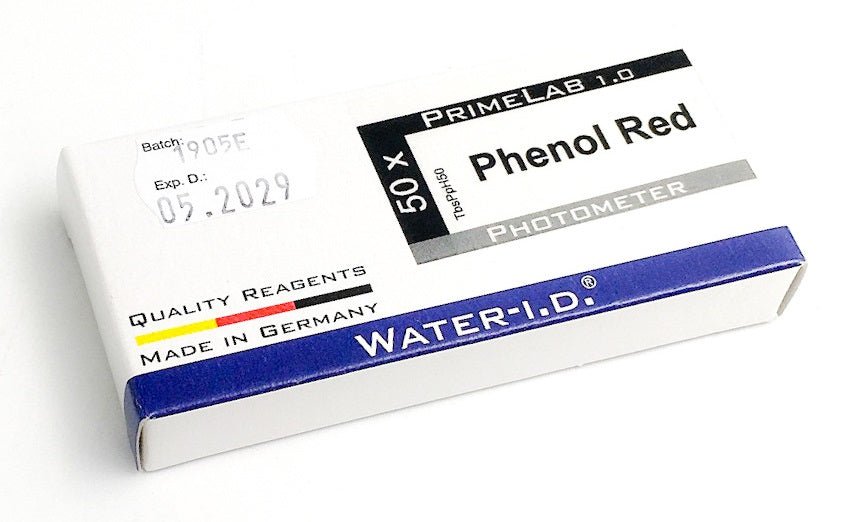 Batch:
1905E
Exp. D.:
05.2029
PRIMELAB 1.0
50 x
Phenol Red
TbsPpH50
PHOTOMETER
QUALITY REAGENTS
MADE IN GERMANY
WATER-I.D.®